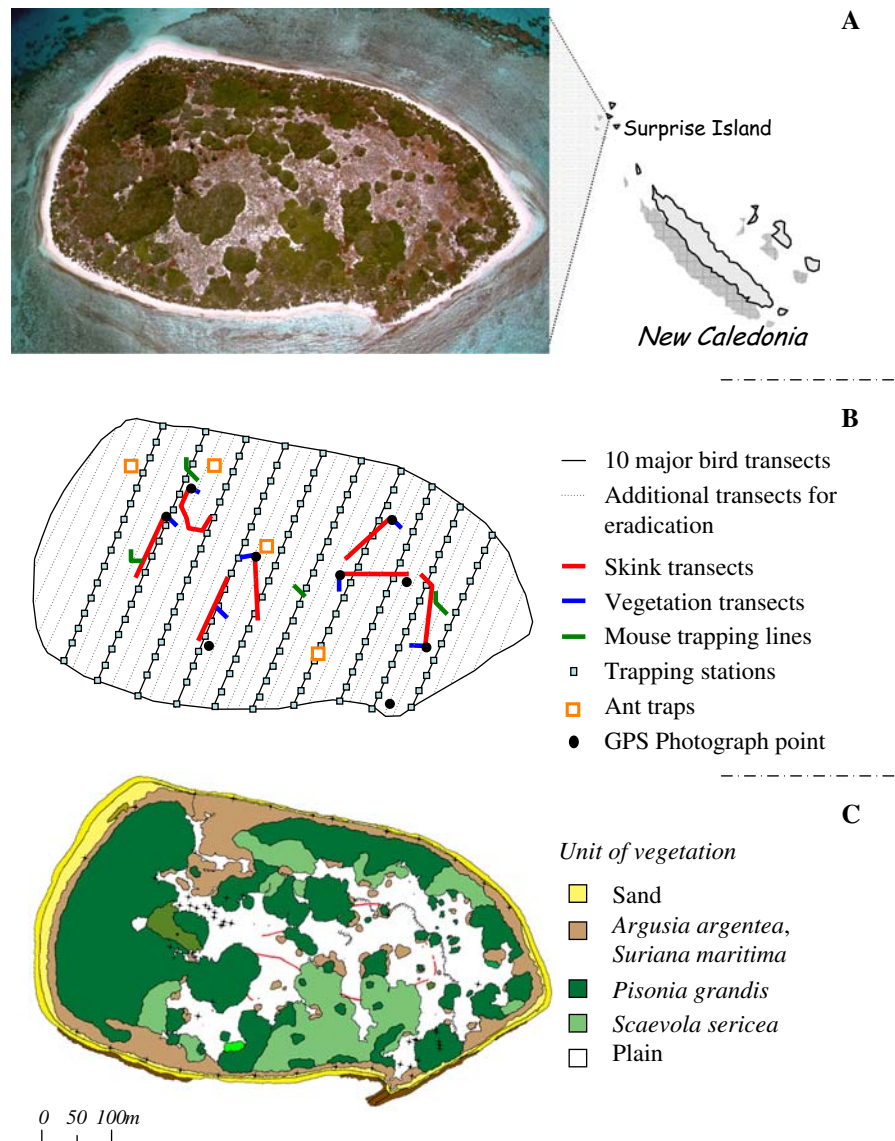 A
Surprise Island
New Caledonia
B
10 major bird transects
Additional transects for
eradication
Skink transects
Vegetation transects
Mouse trapping lines
Trapping stations
Ant traps
GPS Photograph point
C
Unit of vegetation
Sand
Argusia argentea,
Suriana maritima
Pisonia grandis
Scaevola sericea
Plain
0 50 100m